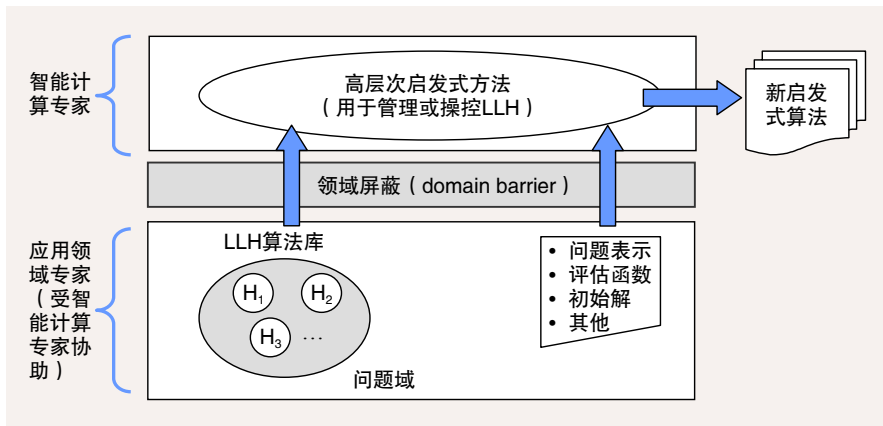 智能计
算专家
高层次启发式方法
（用于管理或操控LLH）
新启发
式算法
领域屏蔽（domain barrier）
应用领
域专家
（受智
能计算
专家协
助）
LLH算法库
H1
H2
H3
…
问题域
• 问题表示
• 评估函数
• 初始解
• 其他